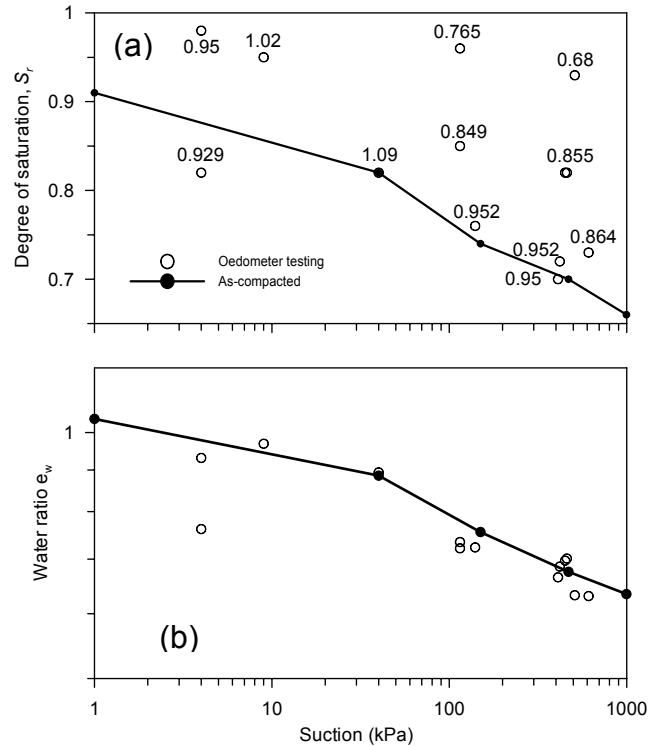 1
(a)
0.95
1.02
0.765
0.68
0.9
0.849
0.929
1.09
0.855
0.8
0.952
0.952
0.864
0.95
0.7
Oedometer testing
As-compacted
Degree of saturation, Sr
1
(b)
Water ratio ew
1 10 100 1000
Suction (kPa)